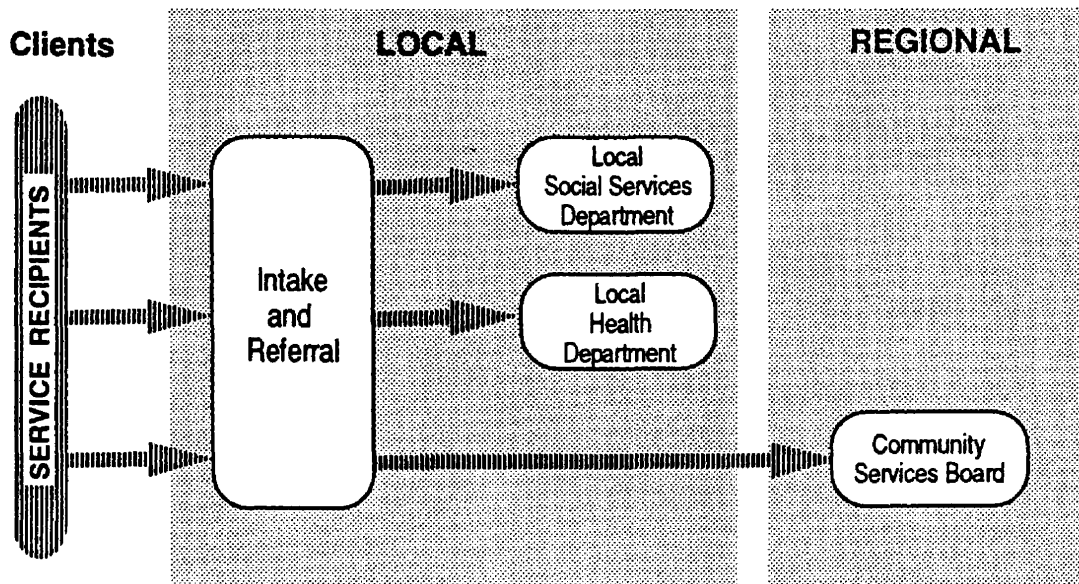 Clients
LOCAL
REGIONAL
SERVICE RECIPIENTS
Intake
and
Referral
Local
Social Services
Department
Local
Health
Department
Community
Services Board